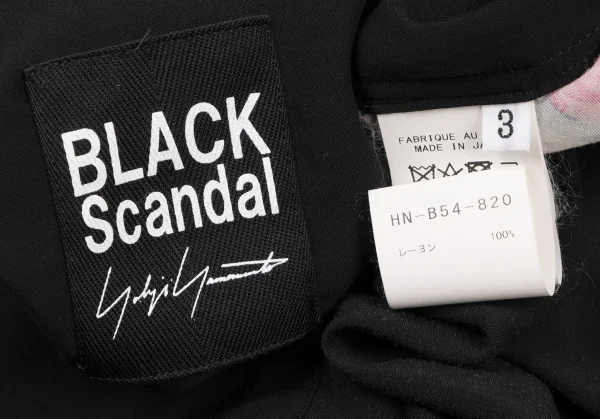 BLACK
Scandal
Yohji Yamamoto
3
FABRIQUE AU
MADE IN JA
HN-B54-820
レーヨン 100%